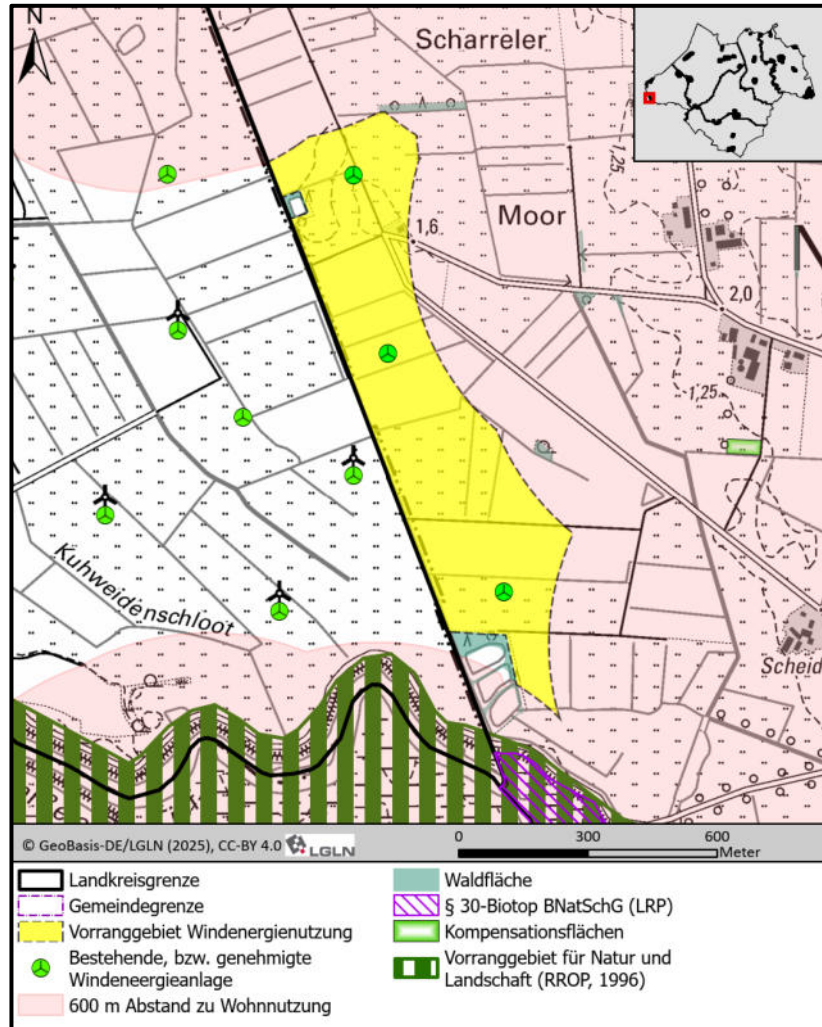 N
Scharreler
1,25
Moor
1,6
2,0
1,25
Kuhweidenschloot
Scheid
© GeoBasis-DE/LGLN (2025), CC-BY 4.0 LGLN
0 300 600
Meter
Landkreisgrenze
Gemeindegrenze
Vorranggebiet Windenergienutzung
Bestehende, bzw. genehmigte
Windeneergieanlage
600 m Abstand zu Wohnnutzung
Waldfläche
§ 30-Biotop BNatSchG (LRP)
Kompensationsflächen
Vorranggebiet für Natur und
Landschaft (RROP, 1996)